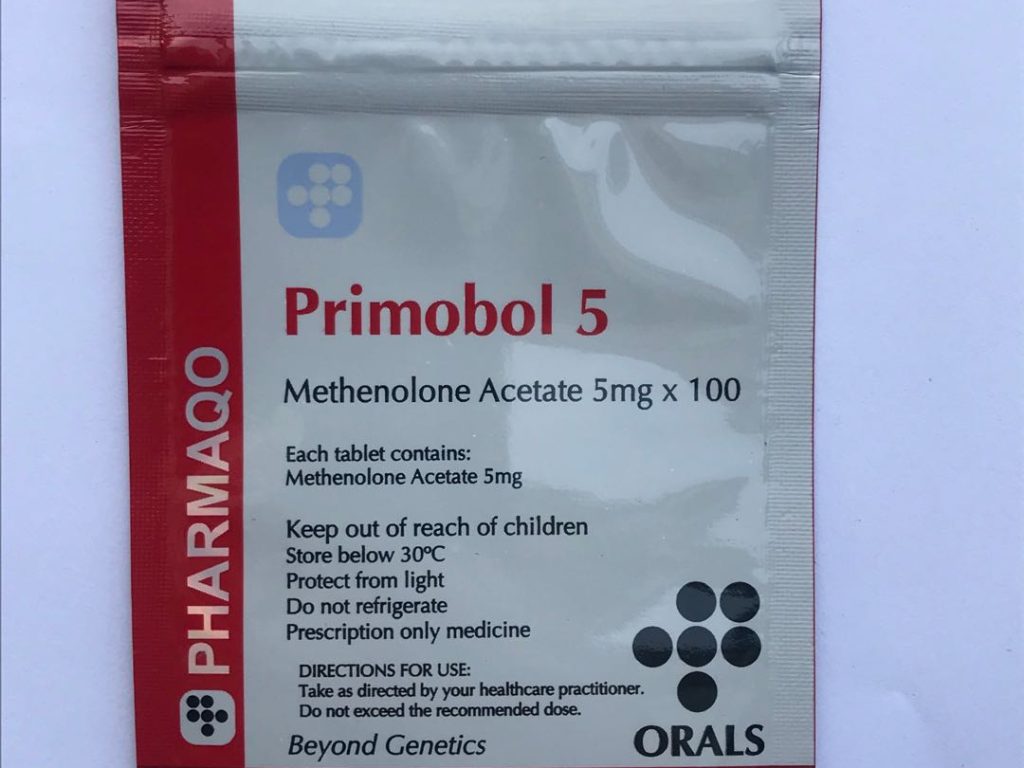 Primobol 5
Methenolone Acetate 5mg x 100
Each tablet contains:
Methenolone Acetate 5mg
Keep out of reach of children
Store below 30ºC
Protect from light
Do not refrigerate
Prescription only medicine
DIRECTIONS FOR USE:
Take as directed by your healthcare practitioner.
Do not exceed the recommended dose.
Beyond Genetics
ORALS
PHARMAQO